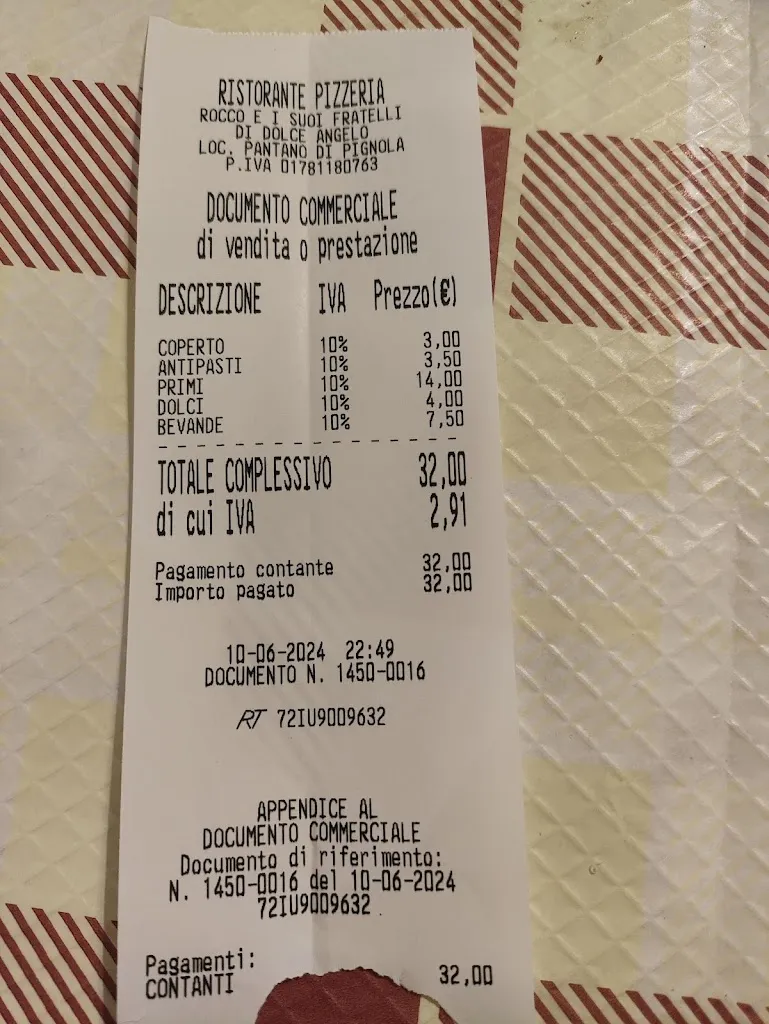 RISTORANTE PIZZERIA
ROCCO E I SUOI FRATELLI
DI DOLCE ANGELO
LOC. PANTANO DI PIGNOLA
P.IVA 01781180763
DOCUMENTO COMMERCIALE
di vendita o prestazione
DESCRIZIONE IVA Prezzo(€)
COPERTO 10% 3,00
ANTIPASTI 10% 3,50
PRIMI 10% 14,00
DOLCI 10% 4,00
BEVANDE 10% 7,50
TOTALE COMPLESSIVO 32,00
di cui IVA 2,91
Pagamento contante 32,00
Importo pagato 32,00
10-06-2024 22:49
DOCUMENTO N. 1450-0016
RT 72IU9009632
APPENDICE AL
DOCUMENTO COMMERCIALE
Documento di riferimento:
N. 1450-0016 del 10-06-2024
72IU9009632
Pagamenti:
CONTANTI 32,00